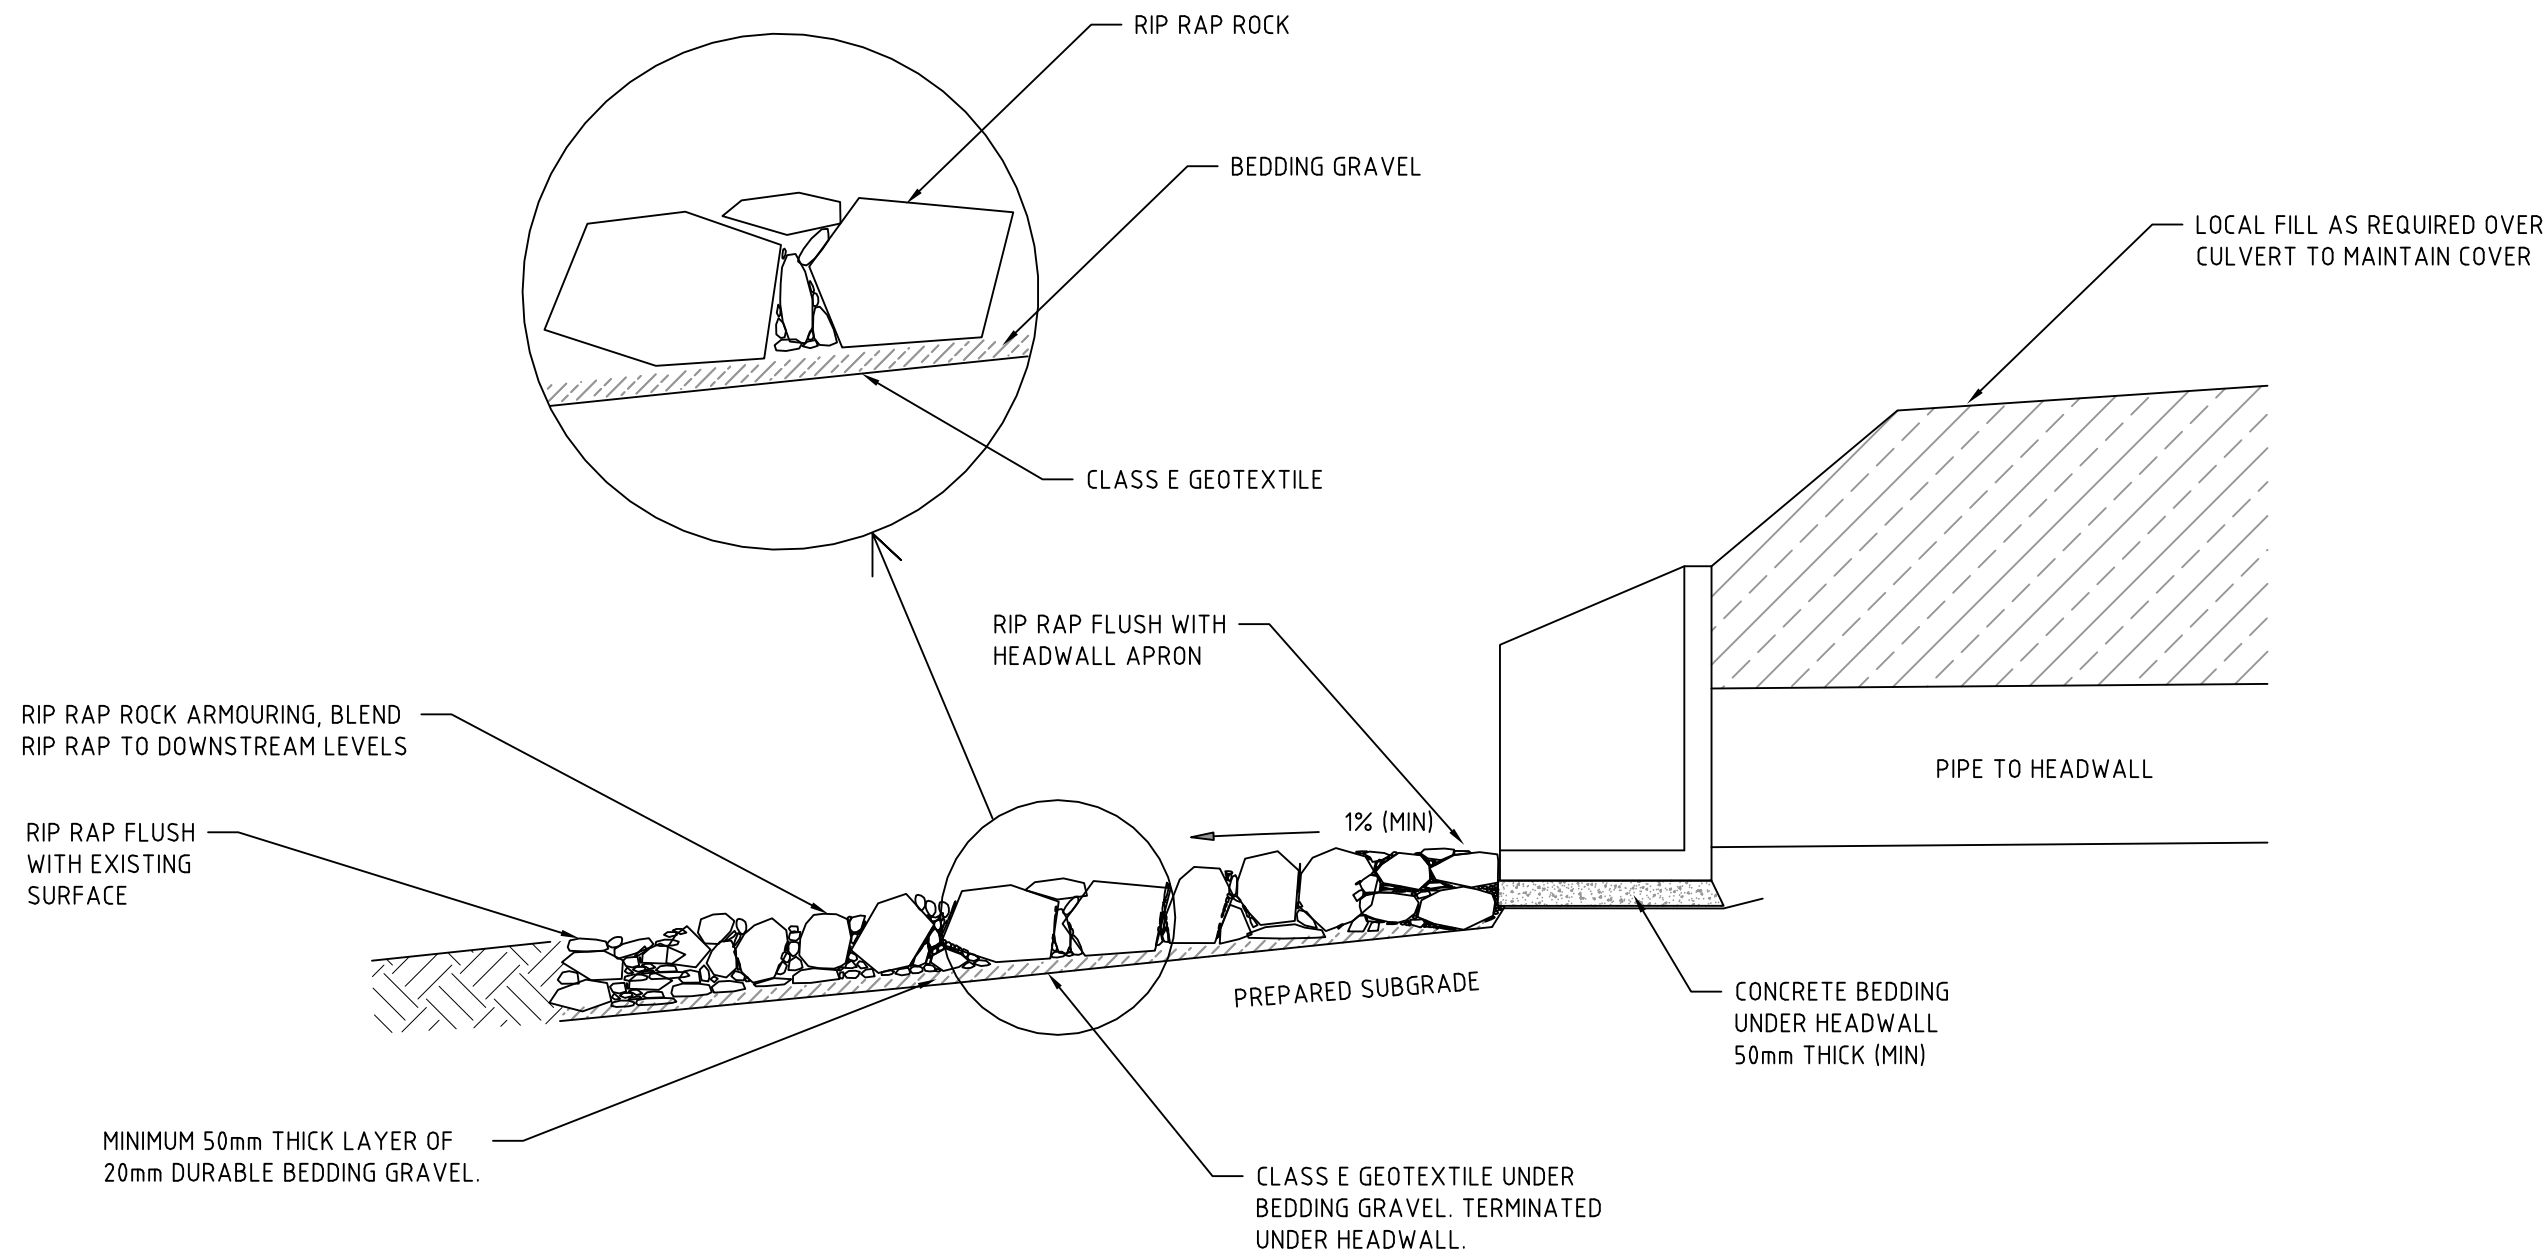 RIP RAP ROCK
BEDDING GRAVEL
LOCAL FILL AS REQUIRED OVER
CULVERT TO MAINTAIN COVER
CLASS E GEOTEXTILE
RIP RAP FLUSH WITH
HEADWALL APRON
RIP RAP ROCK ARMOURING, BLEND
RIP RAP TO DOWNSTREAM LEVELS
PIPE TO HEADWALL
RIP RAP FLUSH
WITH EXISTING
SURFACE
1% (MIN)
PREPARED SUBGRADE
CONCRETE BEDDING
UNDER HEADWALL
50mm THICK (MIN)
MINIMUM 50mm THICK LAYER OF
20mm DURABLE BEDDING GRAVEL.
CLASS E GEOTEXTILE UNDER
BEDDING GRAVEL. TERMINATED
UNDER HEADWALL.